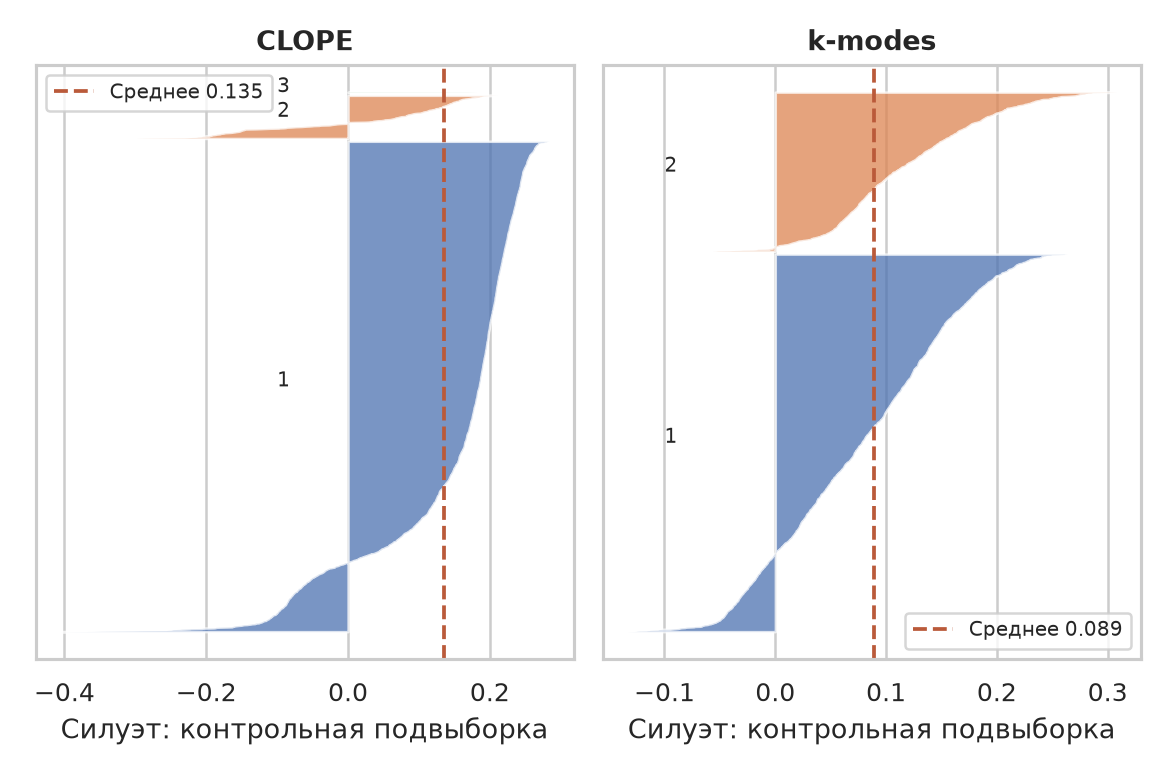 CLOPE
Среднее 0.135
3
2
1
−0.4 −0.2 0.0 0.2
Силуэт: контрольная подвыборка
k-modes
2
1
Среднее 0.089
−0.1 0.0 0.1 0.2 0.3
Силуэт: контрольная подвыборка